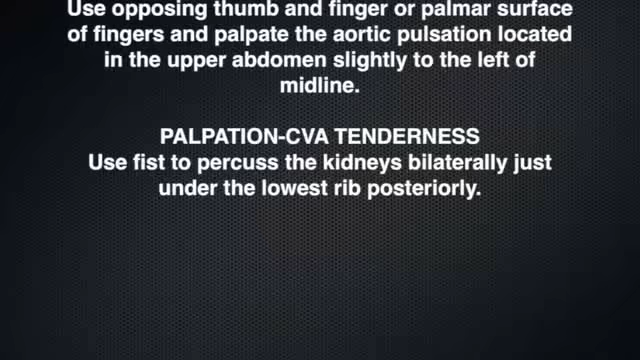 Use opposing thumb and finger or palmar surface
of fingers and palpate the aortic pulsation located
in the upper abdomen slightly to the left of
midline.
PALPATION-CVA TENDERNESS
Use fist to percuss the kidneys bilaterally just
under the lowest rib posteriorly.